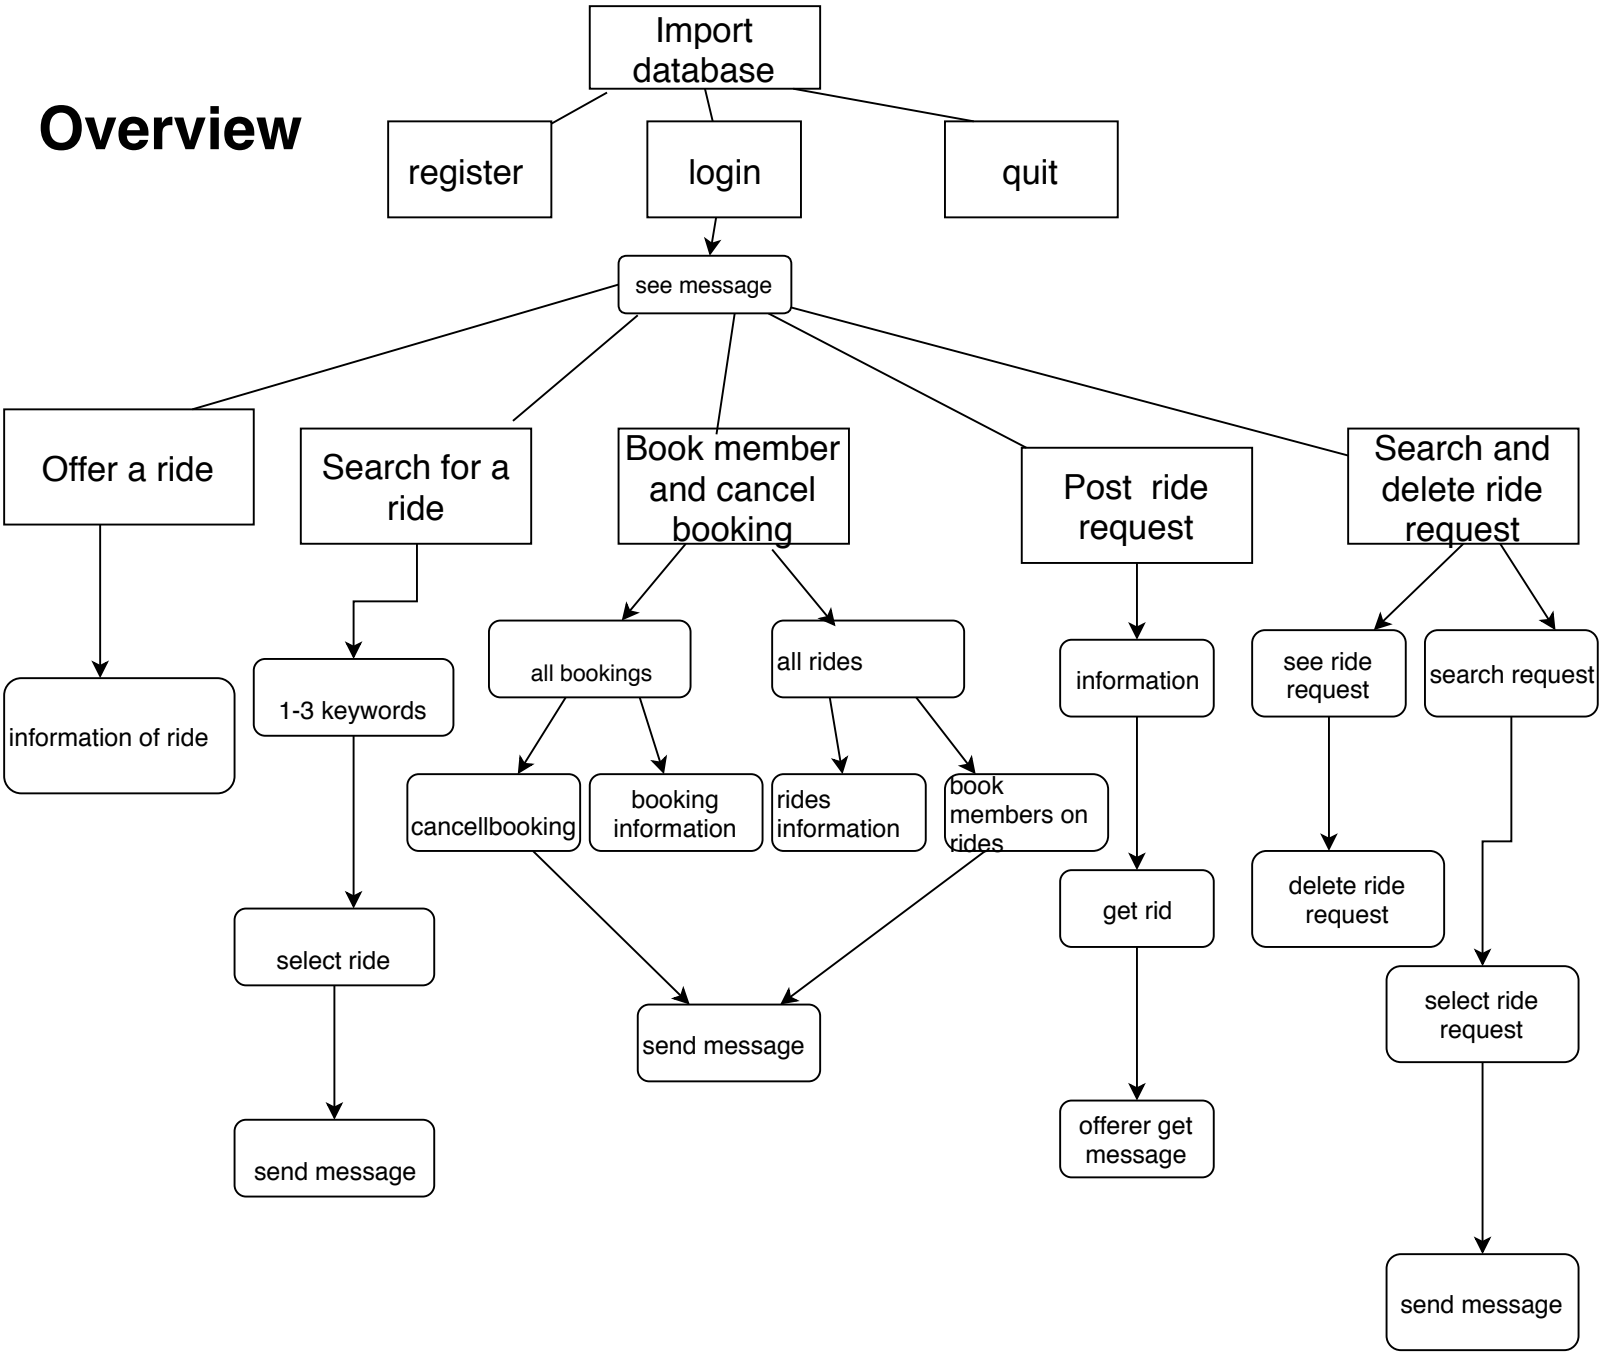 Import
database
Overview
register
login
quit
see message
Offer a ride
Search for a
ride
Book member
and cancel
booking
Post ride
request
Search and
delete ride
request
all bookings
all rides
information
see ride
request
search request
information of ride
1-3 keywords
cancellbooking
booking
information
rides
information
book
members on
rides
get rid
delete ride
request
select ride
select ride
request
send message
offerer get
message
send message
send message